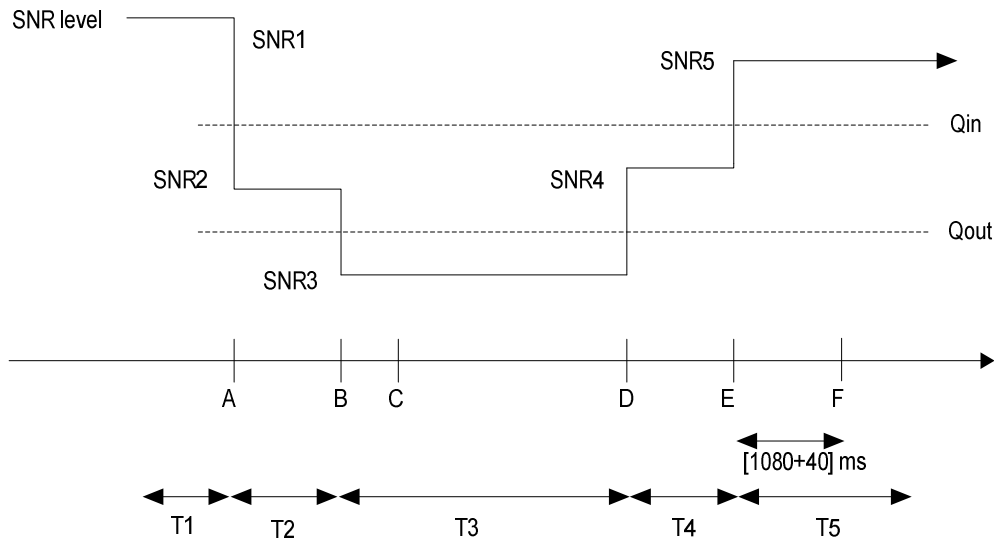 SNR level
SNR1
SNR5
Qin
SNR2
SNR4
Qout
SNR3
A
B
C
D
E
F
[1080+40] ms
T1
T2
T3
T4
T5